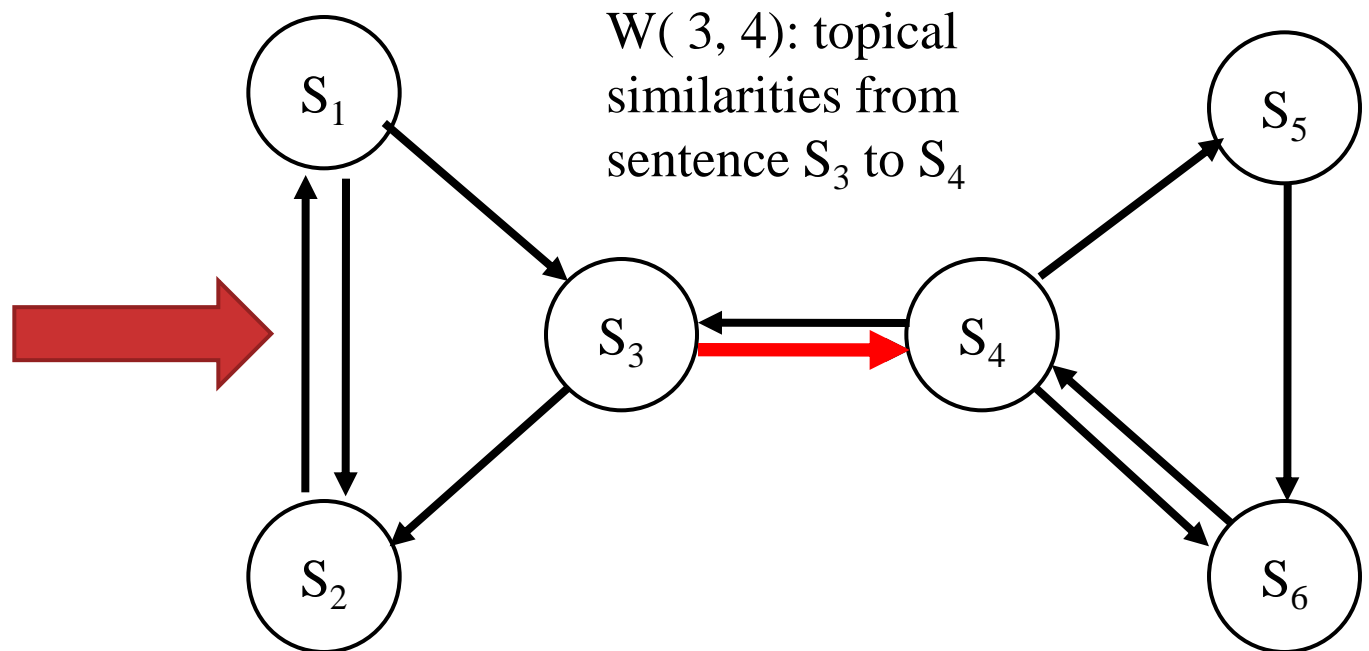 W( 3, 4): topical
similarities from
sentence S₃ to S₄
S₁
S₅
S₃
S₄
S₂
S₆